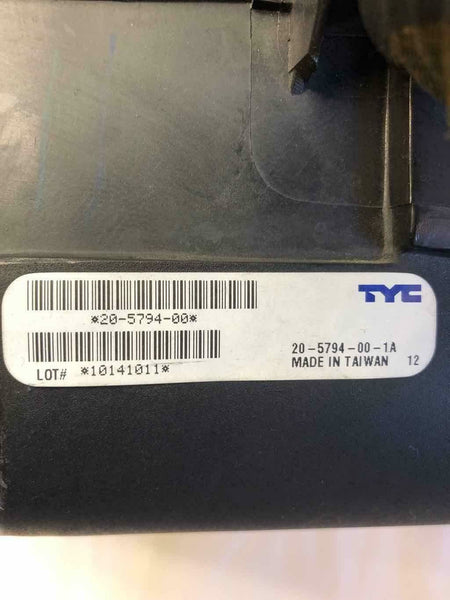 TYC
*20-5794-00*
20-5794-00-1A
MADE IN TAIWAN 12
LOT# *10141011*